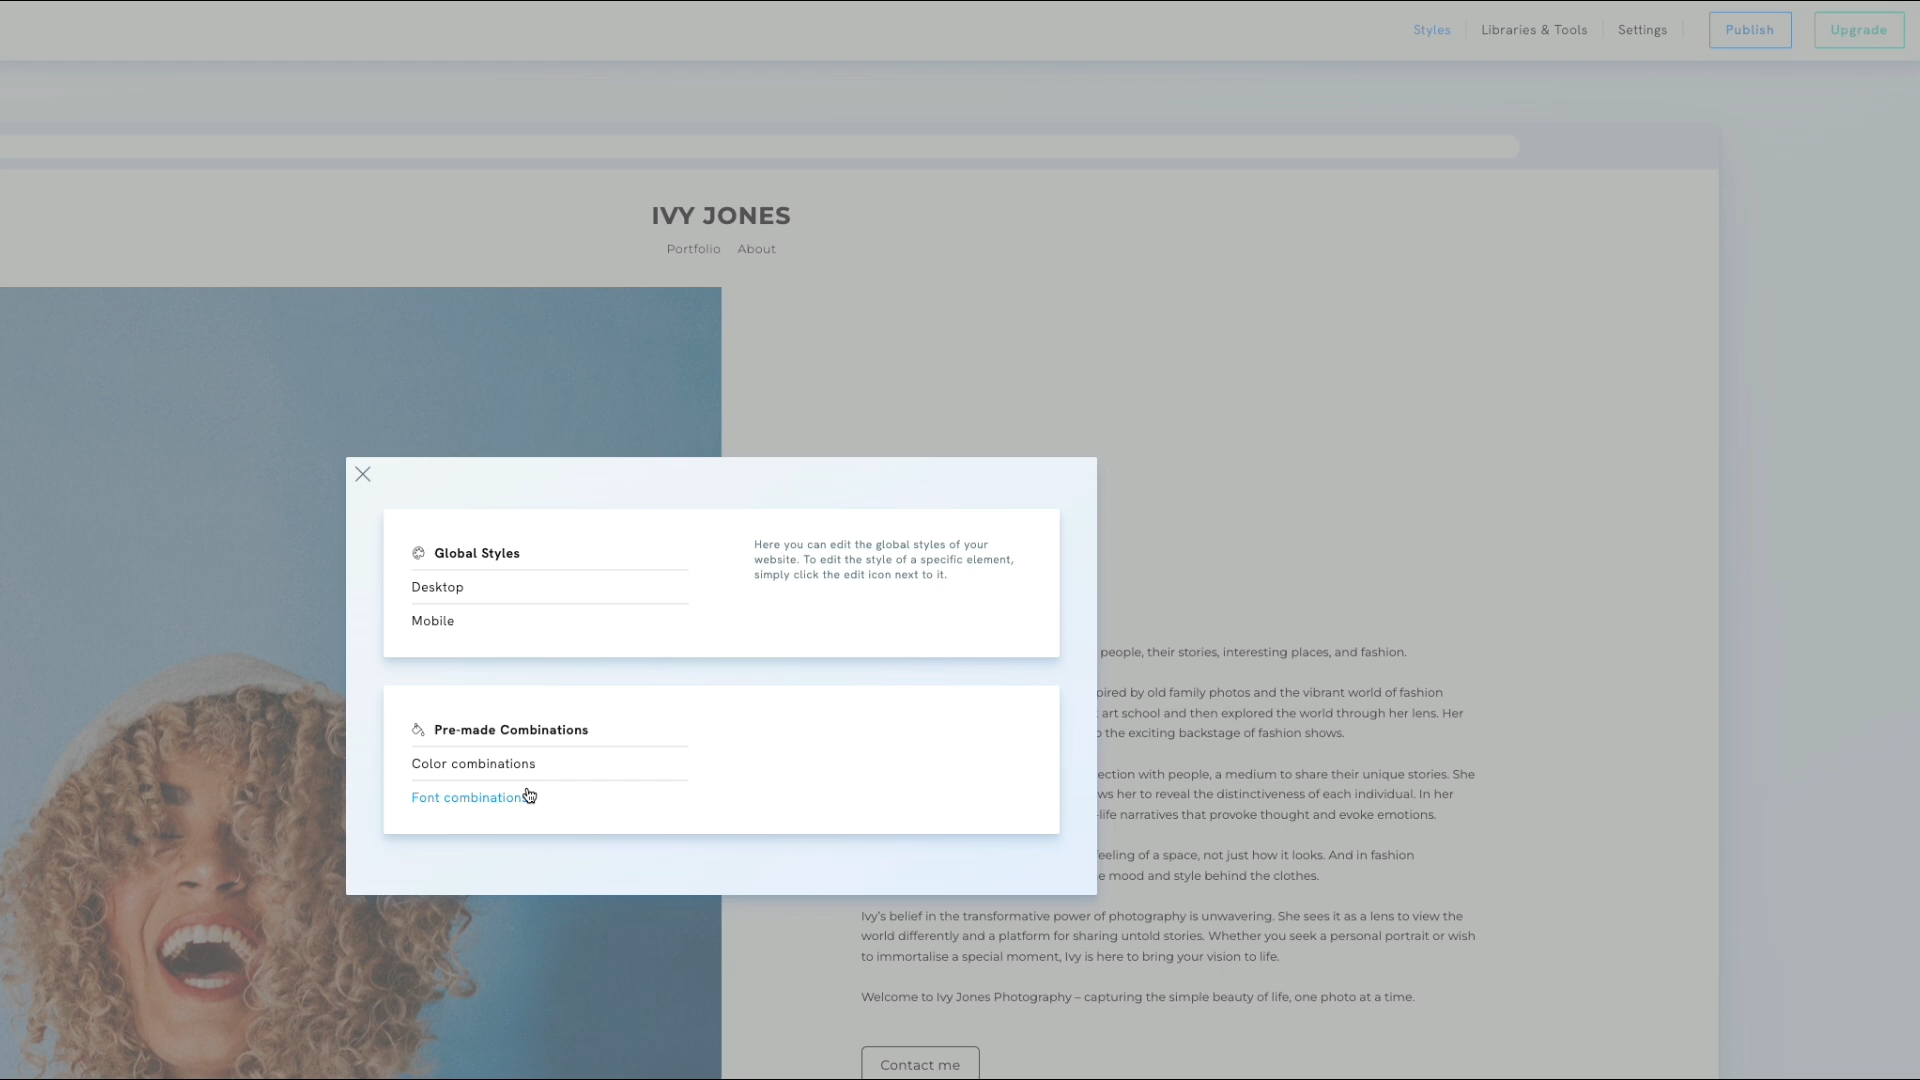 Styles
Libraries & Tools
Settings
Publish
Upgrade
IVY JONES
Portfolio About
Global Styles
Desktop
Mobile
Here you can edit the global styles of your
website. To edit the style of a specific element,
simply click the edit icon next to it.
Pre-made Combinations
Color combinations
Font combinations
people, their stories, interesting places, and fashion.
by old family photos and the vibrant world of fashion
art school and then explored the world through her lens. Her
the exciting backstage of fashion shows.
with people, a medium to share their unique stories. She
her to reveal the distinctiveness of each individual. In her
-life narratives that provoke thought and evoke emotions.
feeling of a space, not just how it looks. And in fashion
mood and style behind the clothes.
Ivy's belief in the transformative power of photography is unwavering. She sees it as a lens to view the
world differently and a platform for sharing untold stories. Whether you seek a personal portrait or wish
to immortalise a special moment, Ivy is here to bring your vision to life.
Welcome to Ivy Jones Photography – capturing the simple beauty of life, one photo at a time.
Contact me